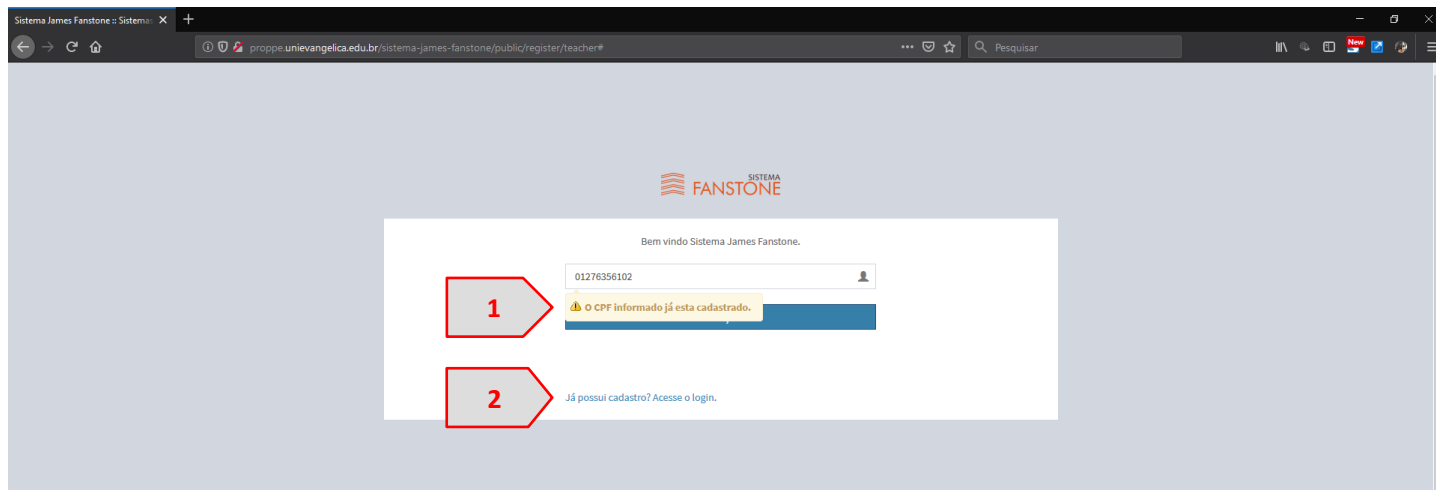 Sistema James Fanstone :: Sistemas
proppe.unievangelica.edu.br/sistema-james-fanstone/public/register/teacher#
Pesquisar
New
SISTEMA
FANSTONE
Bem vindo Sistema James Fanstone.
01276356102
1
O CPF informado já esta cadastrado.
2
Já possui cadastro? Acesse o login.